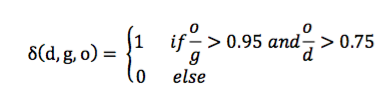 δ(d, g, o) = {1 if o/g > 0.95 and o/d > 0.75
0 else